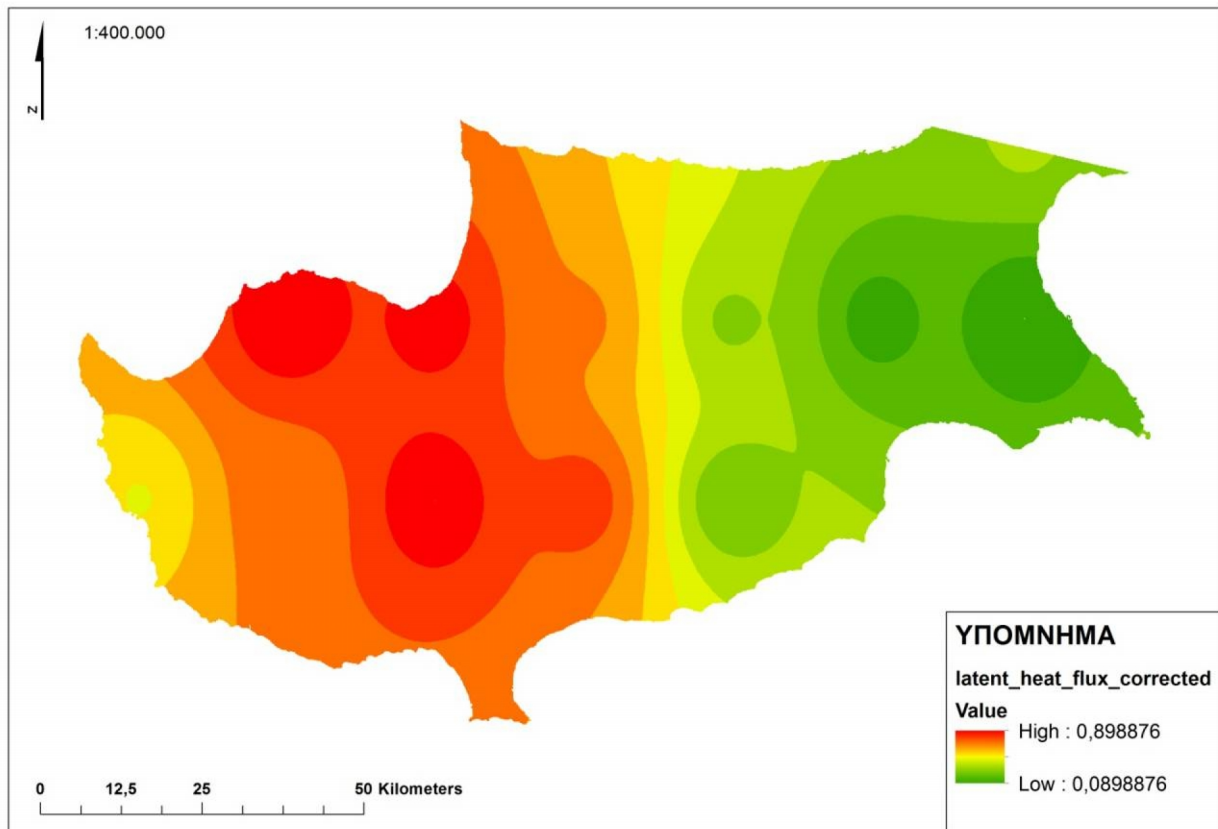 1:400.000
N
ΥΠΟΜΝΗΜΑ
latent_heat_flux_corrected
Value
High : 0,898876
Low : 0,0898876
0 12,5 25 50 Kilometers